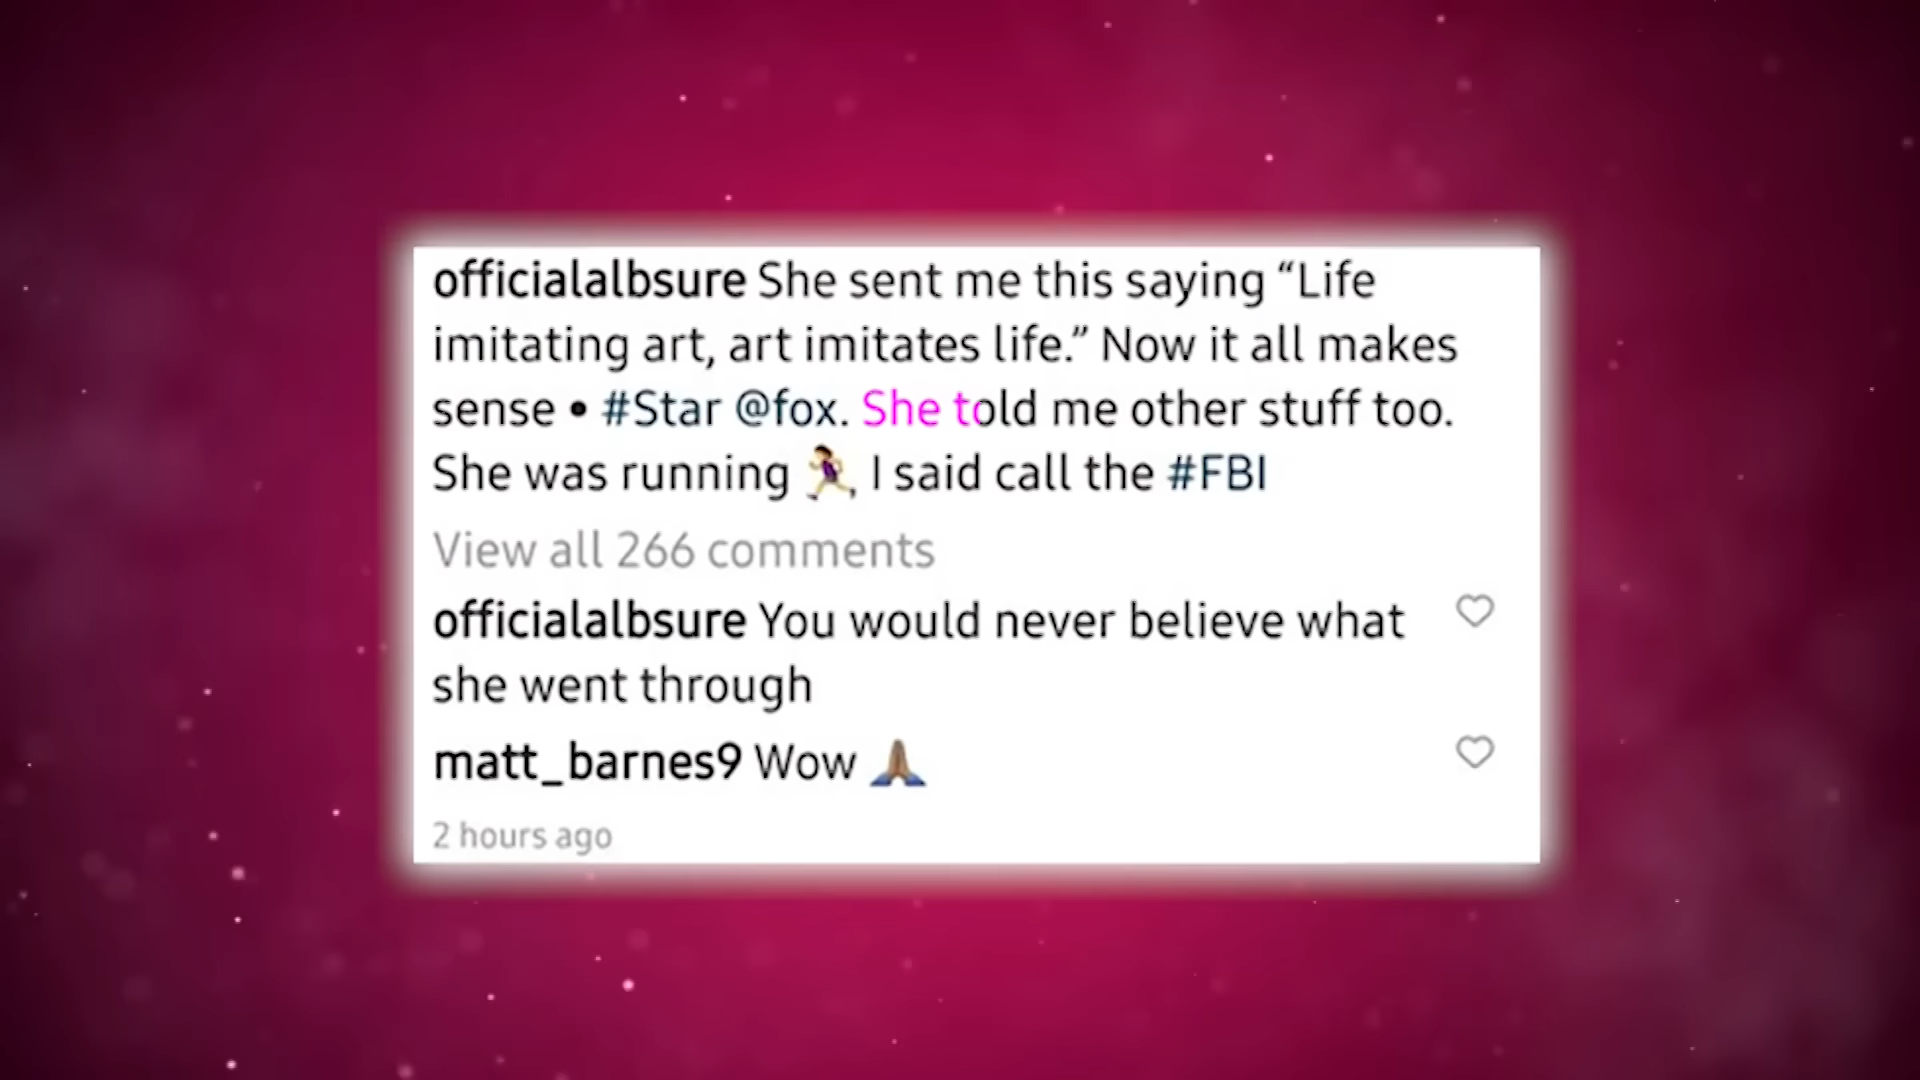 officialalbsure She sent me this saying “Life
imitating art, art imitates life.” Now it all makes
sense • #Star @fox. She told me other stuff too.
She was running 🏃🏽‍♀️, I said call the #FBI
View all 266 comments
officialalbsure You would never believe what
she went through
matt_barnes9 Wow 🙏🏽
2 hours ago